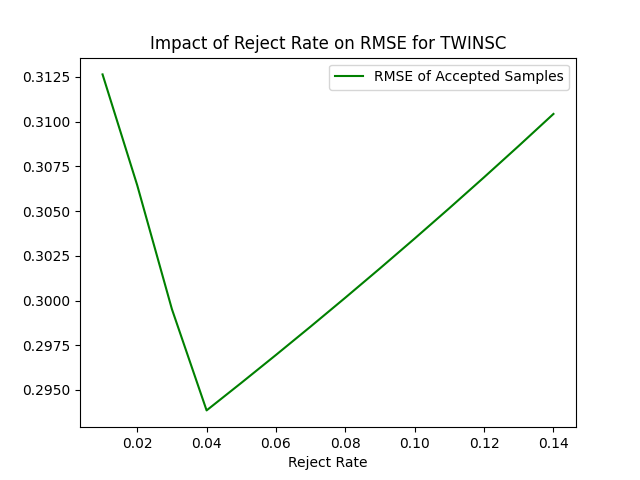 Impact of Reject Rate on RMSE for TWINSC
RMSE of Accepted Samples
0.3125
0.3100
0.3075
0.3050
0.3025
0.3000
0.2975
0.2950
0.02 0.04 0.06 0.08 0.10 0.12 0.14
Reject Rate